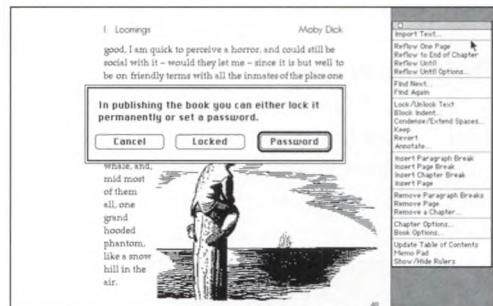 I. Loomings Moby Dick
good, I am quick to perceive a horror, and could still be
social with it – would they let me – since it is but well to
be on friendly terms with all the inmates of the place one
In publishing the book you can either lock it
permanently or set a password.
Cancel Locked Password
whale, and,
mid most
of them
all, one
grand
hooded
phantom,
like a snow
hill in the
air.
Import Text...
Reflow One Page
Reflow to End of Chapter
Reflow Until
Reflow Until Options...
Find Next...
Find Again
Lock/Unlock Text
Block Indent...
Condense/Extend Spaces...
Keep
Revert
Annotate...
Insert Paragraph Break
Insert Page Break
Insert Chapter Break
Insert Page
Remove Paragraph Breaks
Remove Page
Remove a Chapter...
Chapter Options...
Book Options...
Update Table of Contents
Memo Pad
Show/Hide Rulers